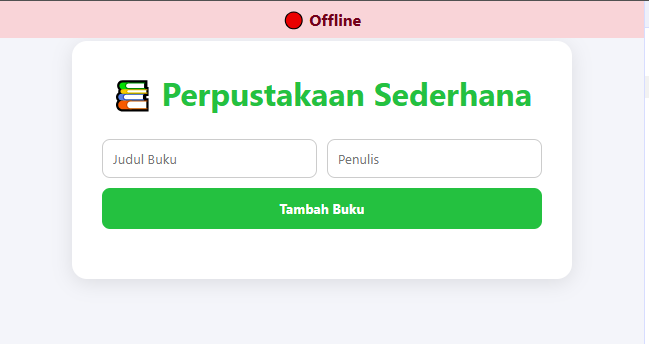 Offline
Perpustakaan Sederhana
Judul Buku
Penulis
Tambah Buku